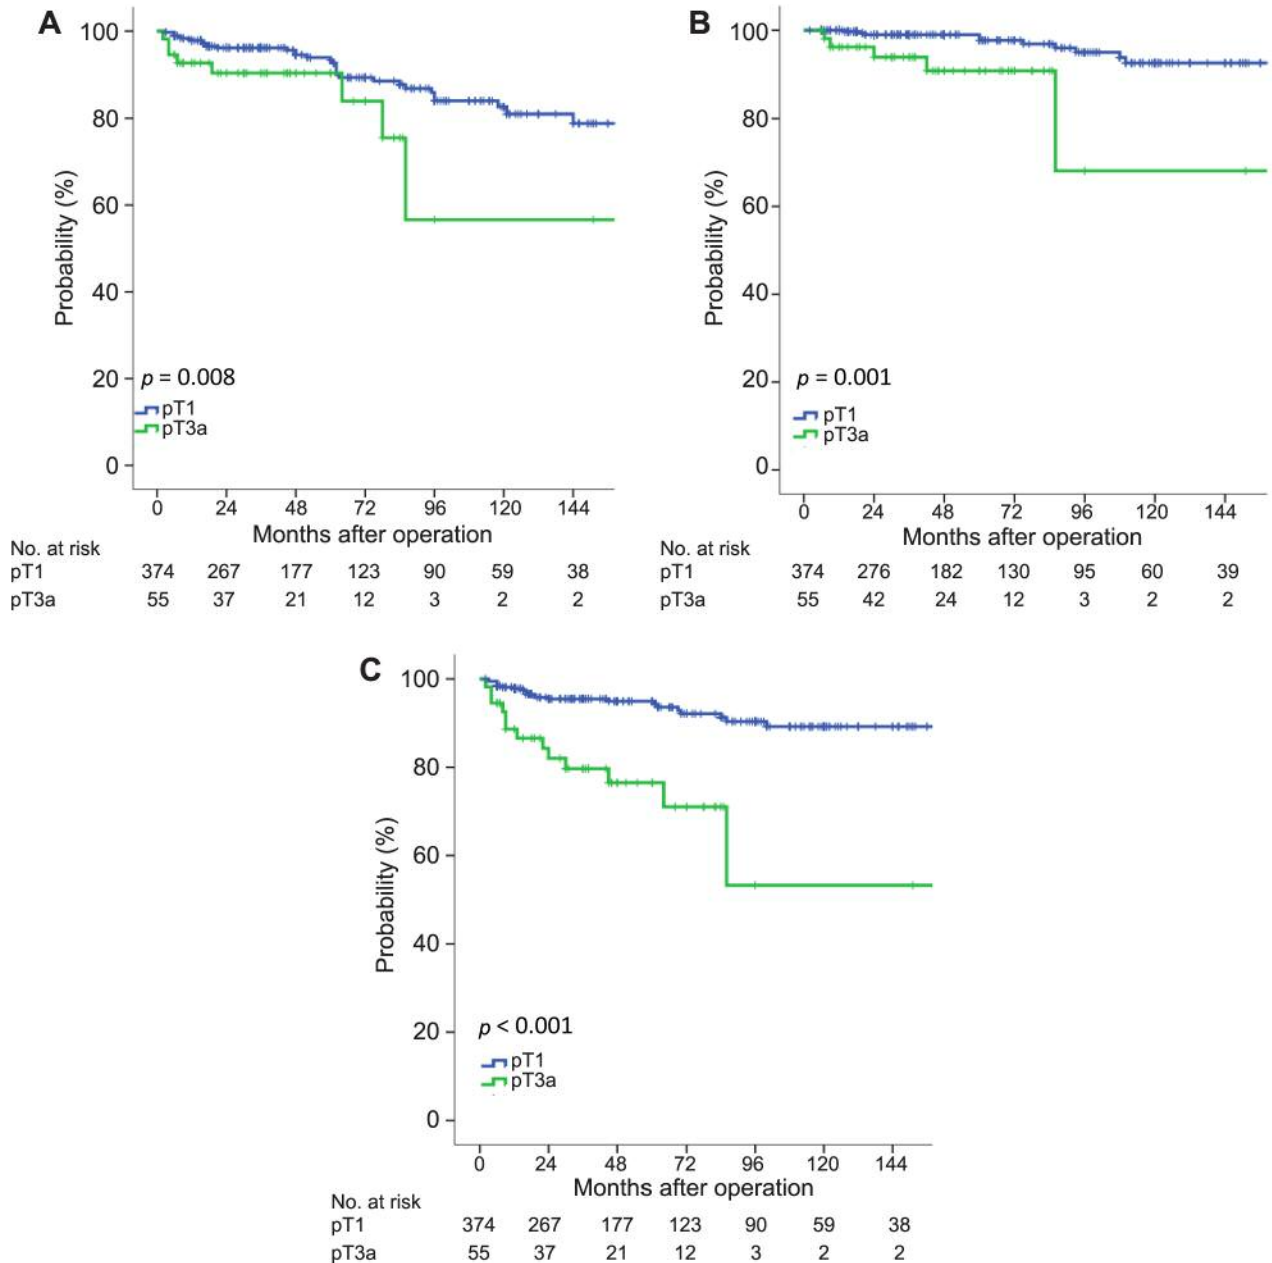 A
100
80
60
40
20
0
Probability (%)
p = 0.008
pT1
pT3a
0 24 48 72 96 120 144
Months after operation
No. at risk
pT1 374 267 177 123 90 59 38
pT3a 55 37 21 12 3 2 2
B
100
80
60
40
20
0
Probability (%)
p = 0.001
pT1
pT3a
0 24 48 72 96 120 144
Months after operation
No. at risk
pT1 374 276 182 130 95 60 39
pT3a 55 42 24 12 3 2 2
C
100
80
60
40
20
0
Probability (%)
p < 0.001
pT1
pT3a
0 24 48 72 96 120 144
Months after operation
No. at risk
pT1 374 267 177 123 90 59 38
pT3a 55 37 21 12 3 2 2